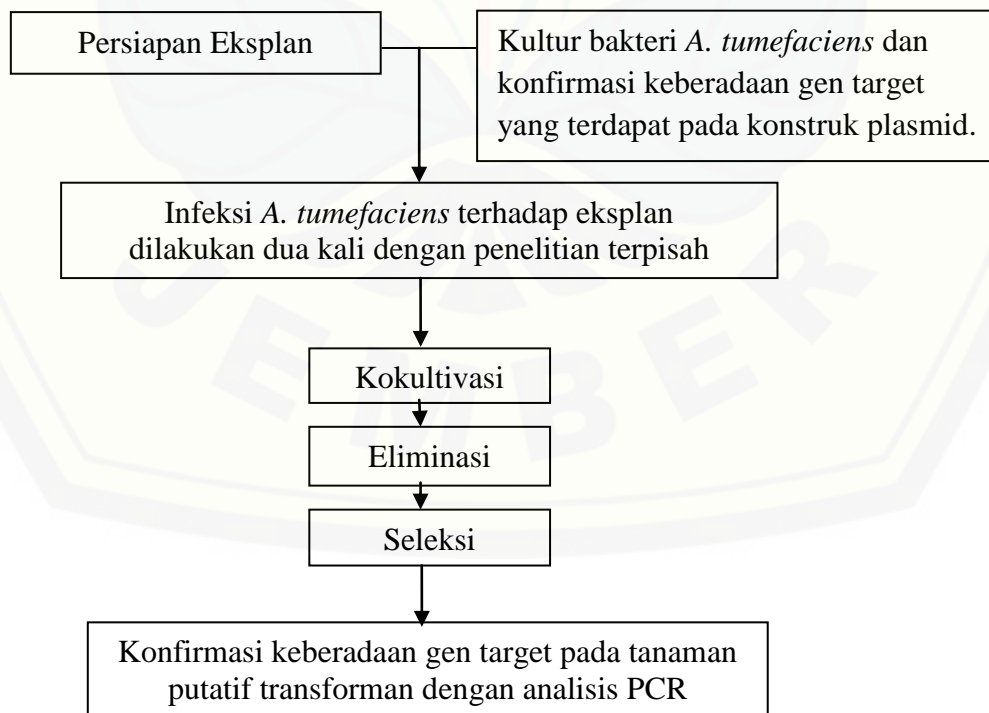 Persiapan Eksplan
Kultur bakteri A. tumefaciens dan
konfirmasi keberadaan gen target
yang terdapat pada konstruk plasmid.
Infeksi A. tumefaciens terhadap eksplan
dilakukan dua kali dengan penelitian terpisah
Kokultivasi
Eliminasi
Seleksi
Konfirmasi keberadaan gen target pada tanaman
putatif transforman dengan analisis PCR
JEMBER